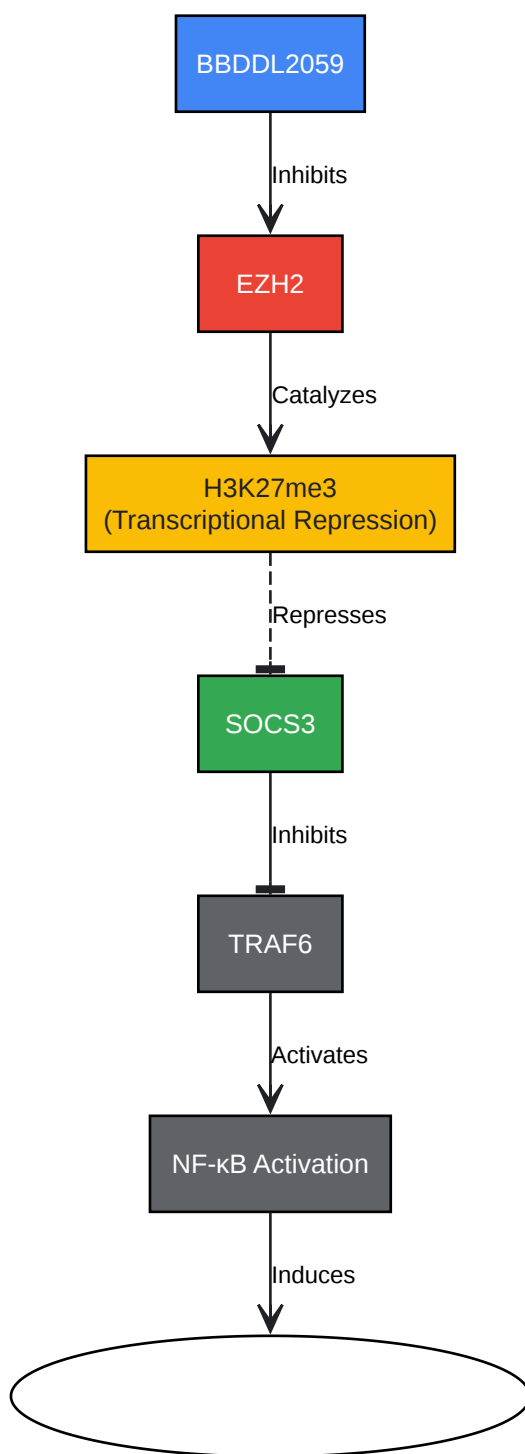 BBDDL2059
Inhibits
EZH2
Catalyzes
H3K27me3
(Transcriptional Repression)
Represses
SOCS3
Inhibits
TRAF6
Activates
NF-κB Activation
Induces